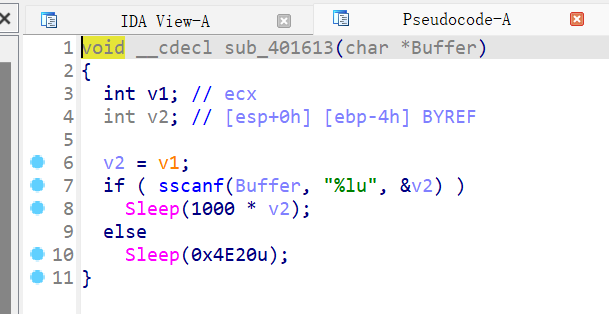 IDA View-A
Pseudocode-A
1 void __cdecl sub_401613(char *Buffer)
2 {
3 int v1; // ecx
4 int v2; // [esp+0h] [ebp-4h] BYREF
5
6 v2 = v1;
7 if ( sscanf(Buffer, "%lu", &v2) )
8 Sleep(1000 * v2);
9 else
10 Sleep(0x4E20u);
11 }